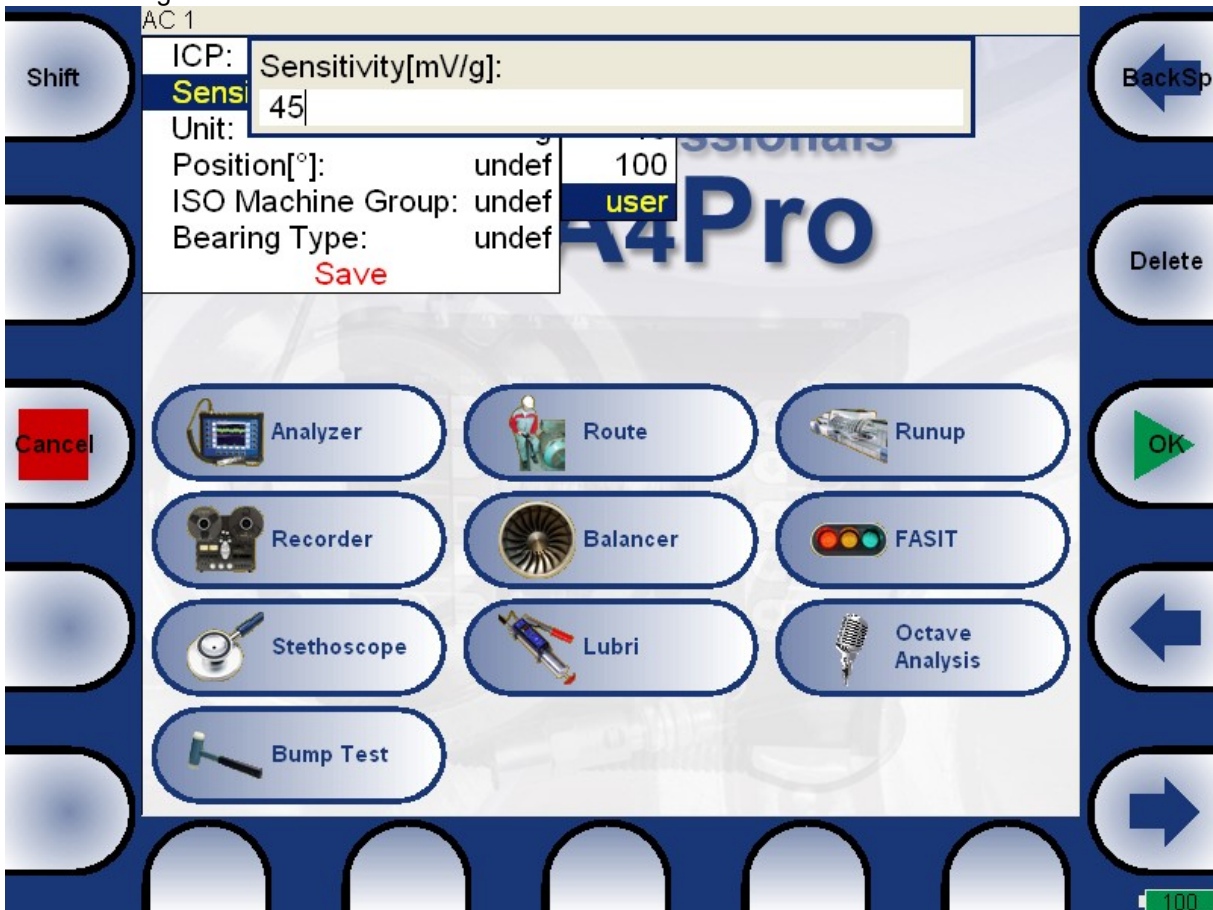 AC 1
Shift
ICP:
Sensitivity[mV/g]:
BackSp
Sensi
45
Unit:
Position[°]: undef
100
ISO Machine Group: undef
user
Bearing Type: undef
A4Pro
Save
Delete
Cancel
Analyzer
Route
Runup
OK
Recorder
Balancer
FASIT
Stethoscope
Lubri
Octave
Analysis
Bump Test
100